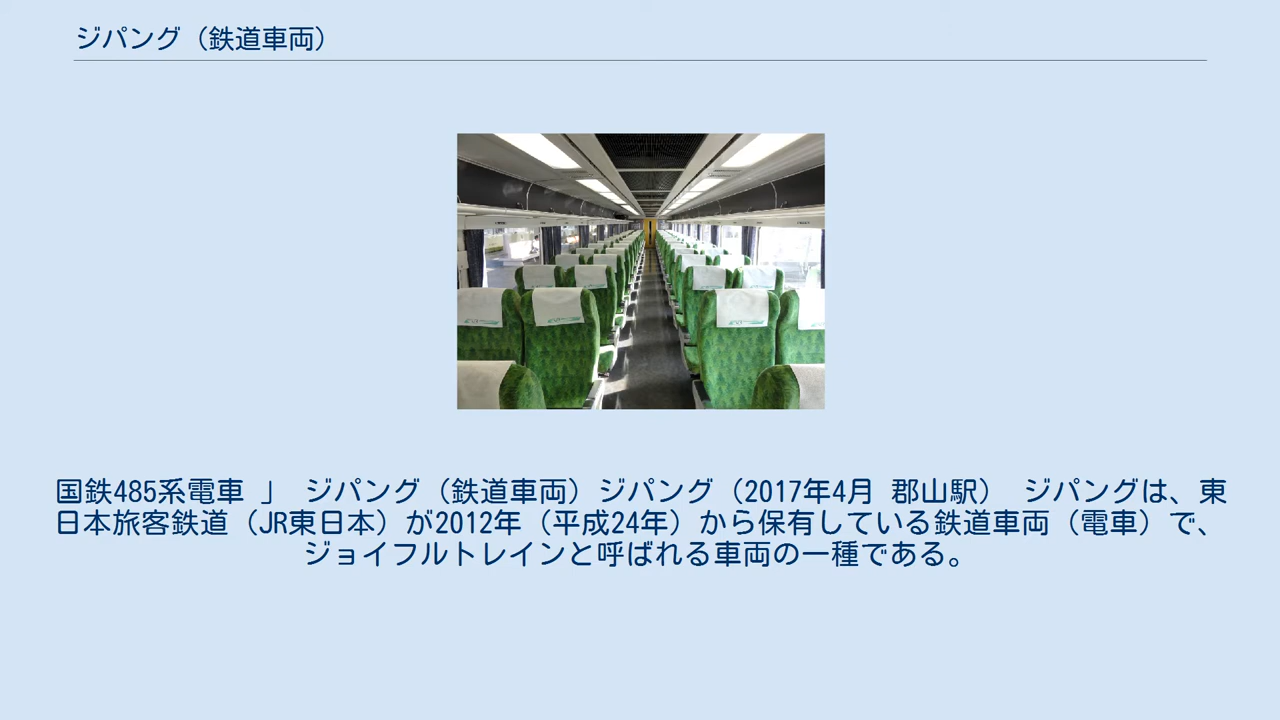 ジパング（鉄道車両）
国鉄485系電車 」 ジパング（鉄道車両）ジパング（2017年4月 郡山駅） ジパングは、東
日本旅客鉄道（JR東日本）が2012年（平成24年）から保有している鉄道車両（電車）で、
ジョイフルトレインと呼ばれる車両の一種である。